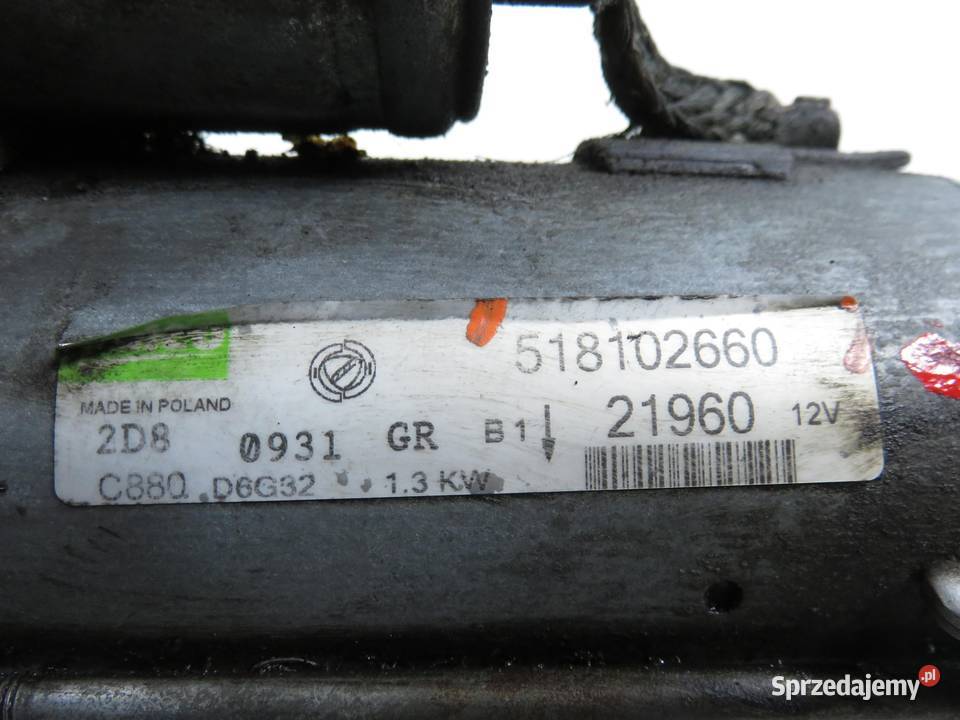 518102660
MADE IN POLAND
2D8 0931 GR B1 21960 12V
C880 D6G32 1.3 KW
Sprzedajemy.pl